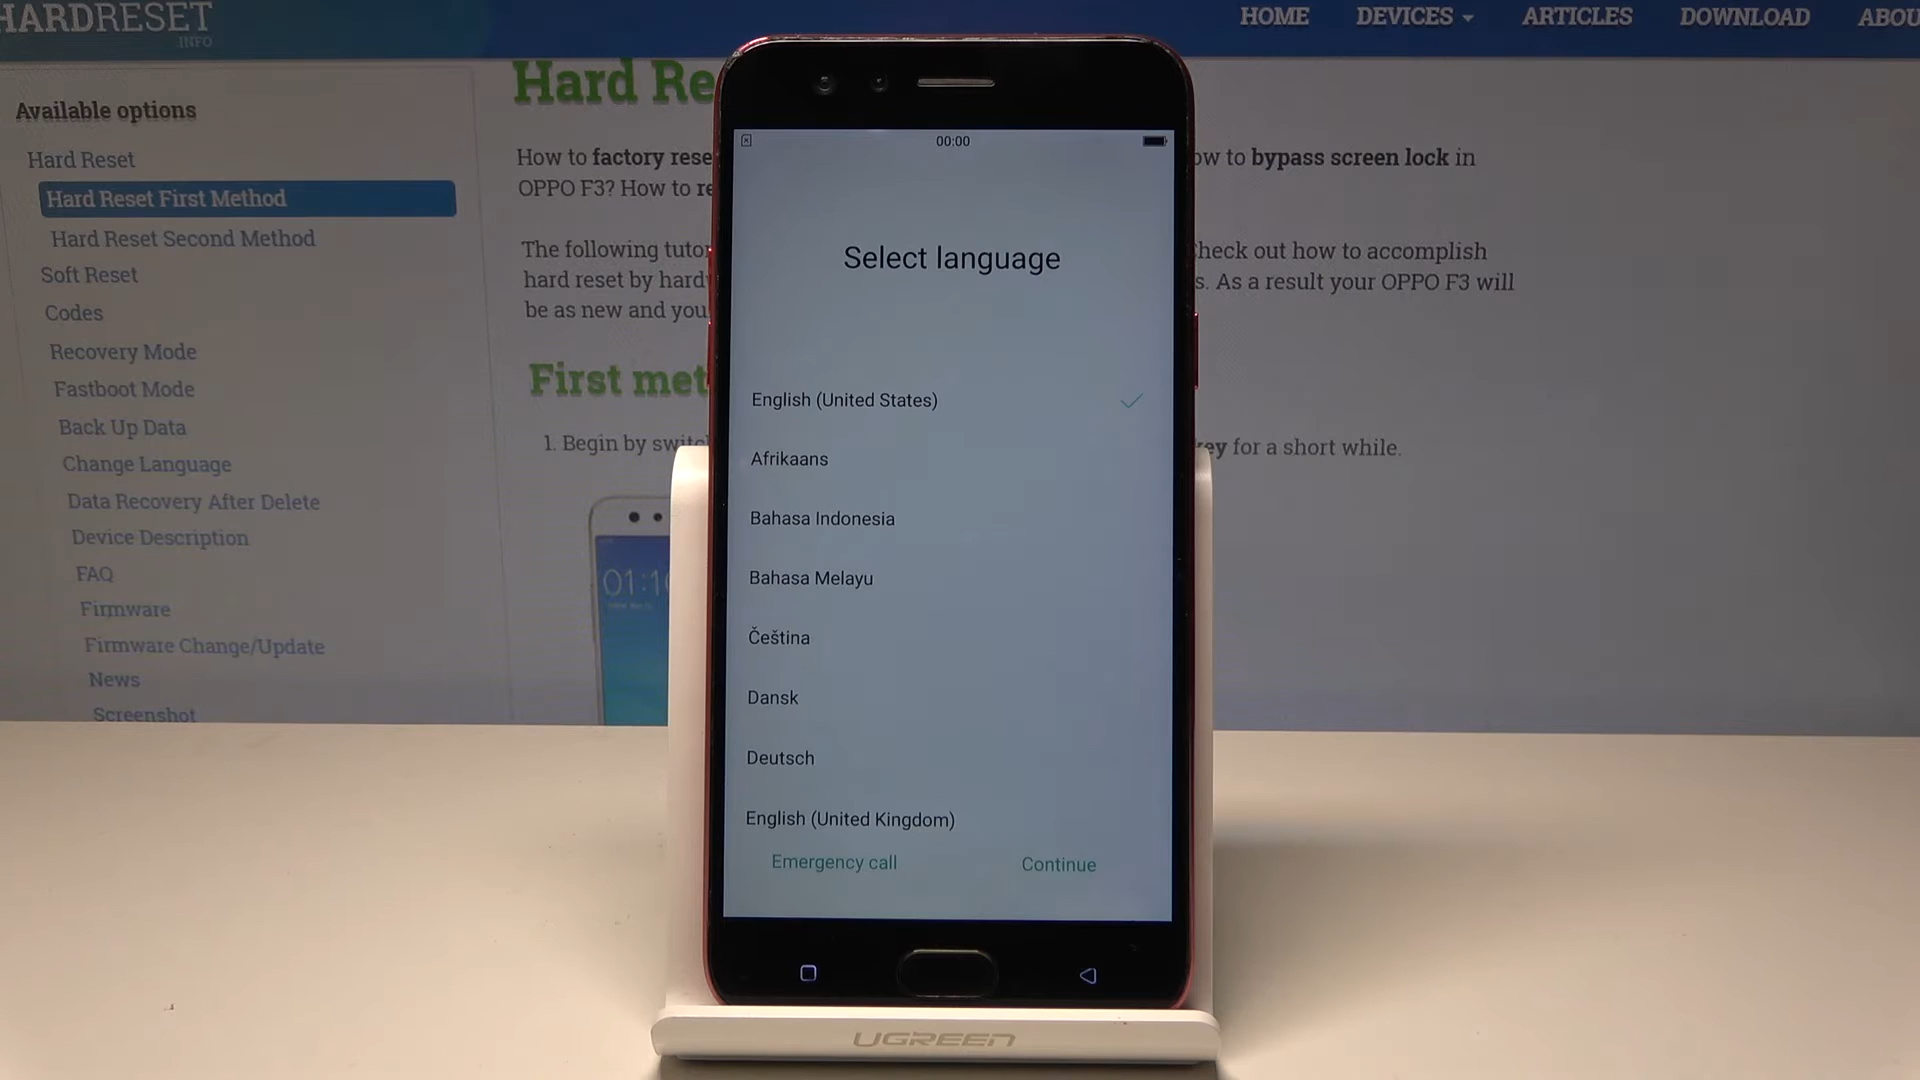 HARDRESET
.INFO
HOME
DEVICES
ARTICLES
DOWNLOAD
ABOU
Available options
Hard Reset
Hard Reset First Method
Hard Reset Second Method
Soft Reset
Codes
Recovery Mode
Fastboot Mode
Back Up Data
Change Language
Data Recovery After Delete
Device Description
FAQ
Firmware
Firmware Change/Update
News
Screenshot
Hard Re
How to factory rese
ow to bypass screen lock in
OPPO F3? How to re
The following tuto
Check out how to accomplish
hard reset by hard
s. As a result your OPPO F3 will
be as new and you
First met
1. Begin by switc
key for a short while.
01:10
00:00
Select language
English (United States)
Afrikaans
Bahasa Indonesia
Bahasa Melayu
Čeština
Dansk
Deutsch
English (United Kingdom)
Emergency call
Continue
UGREEN